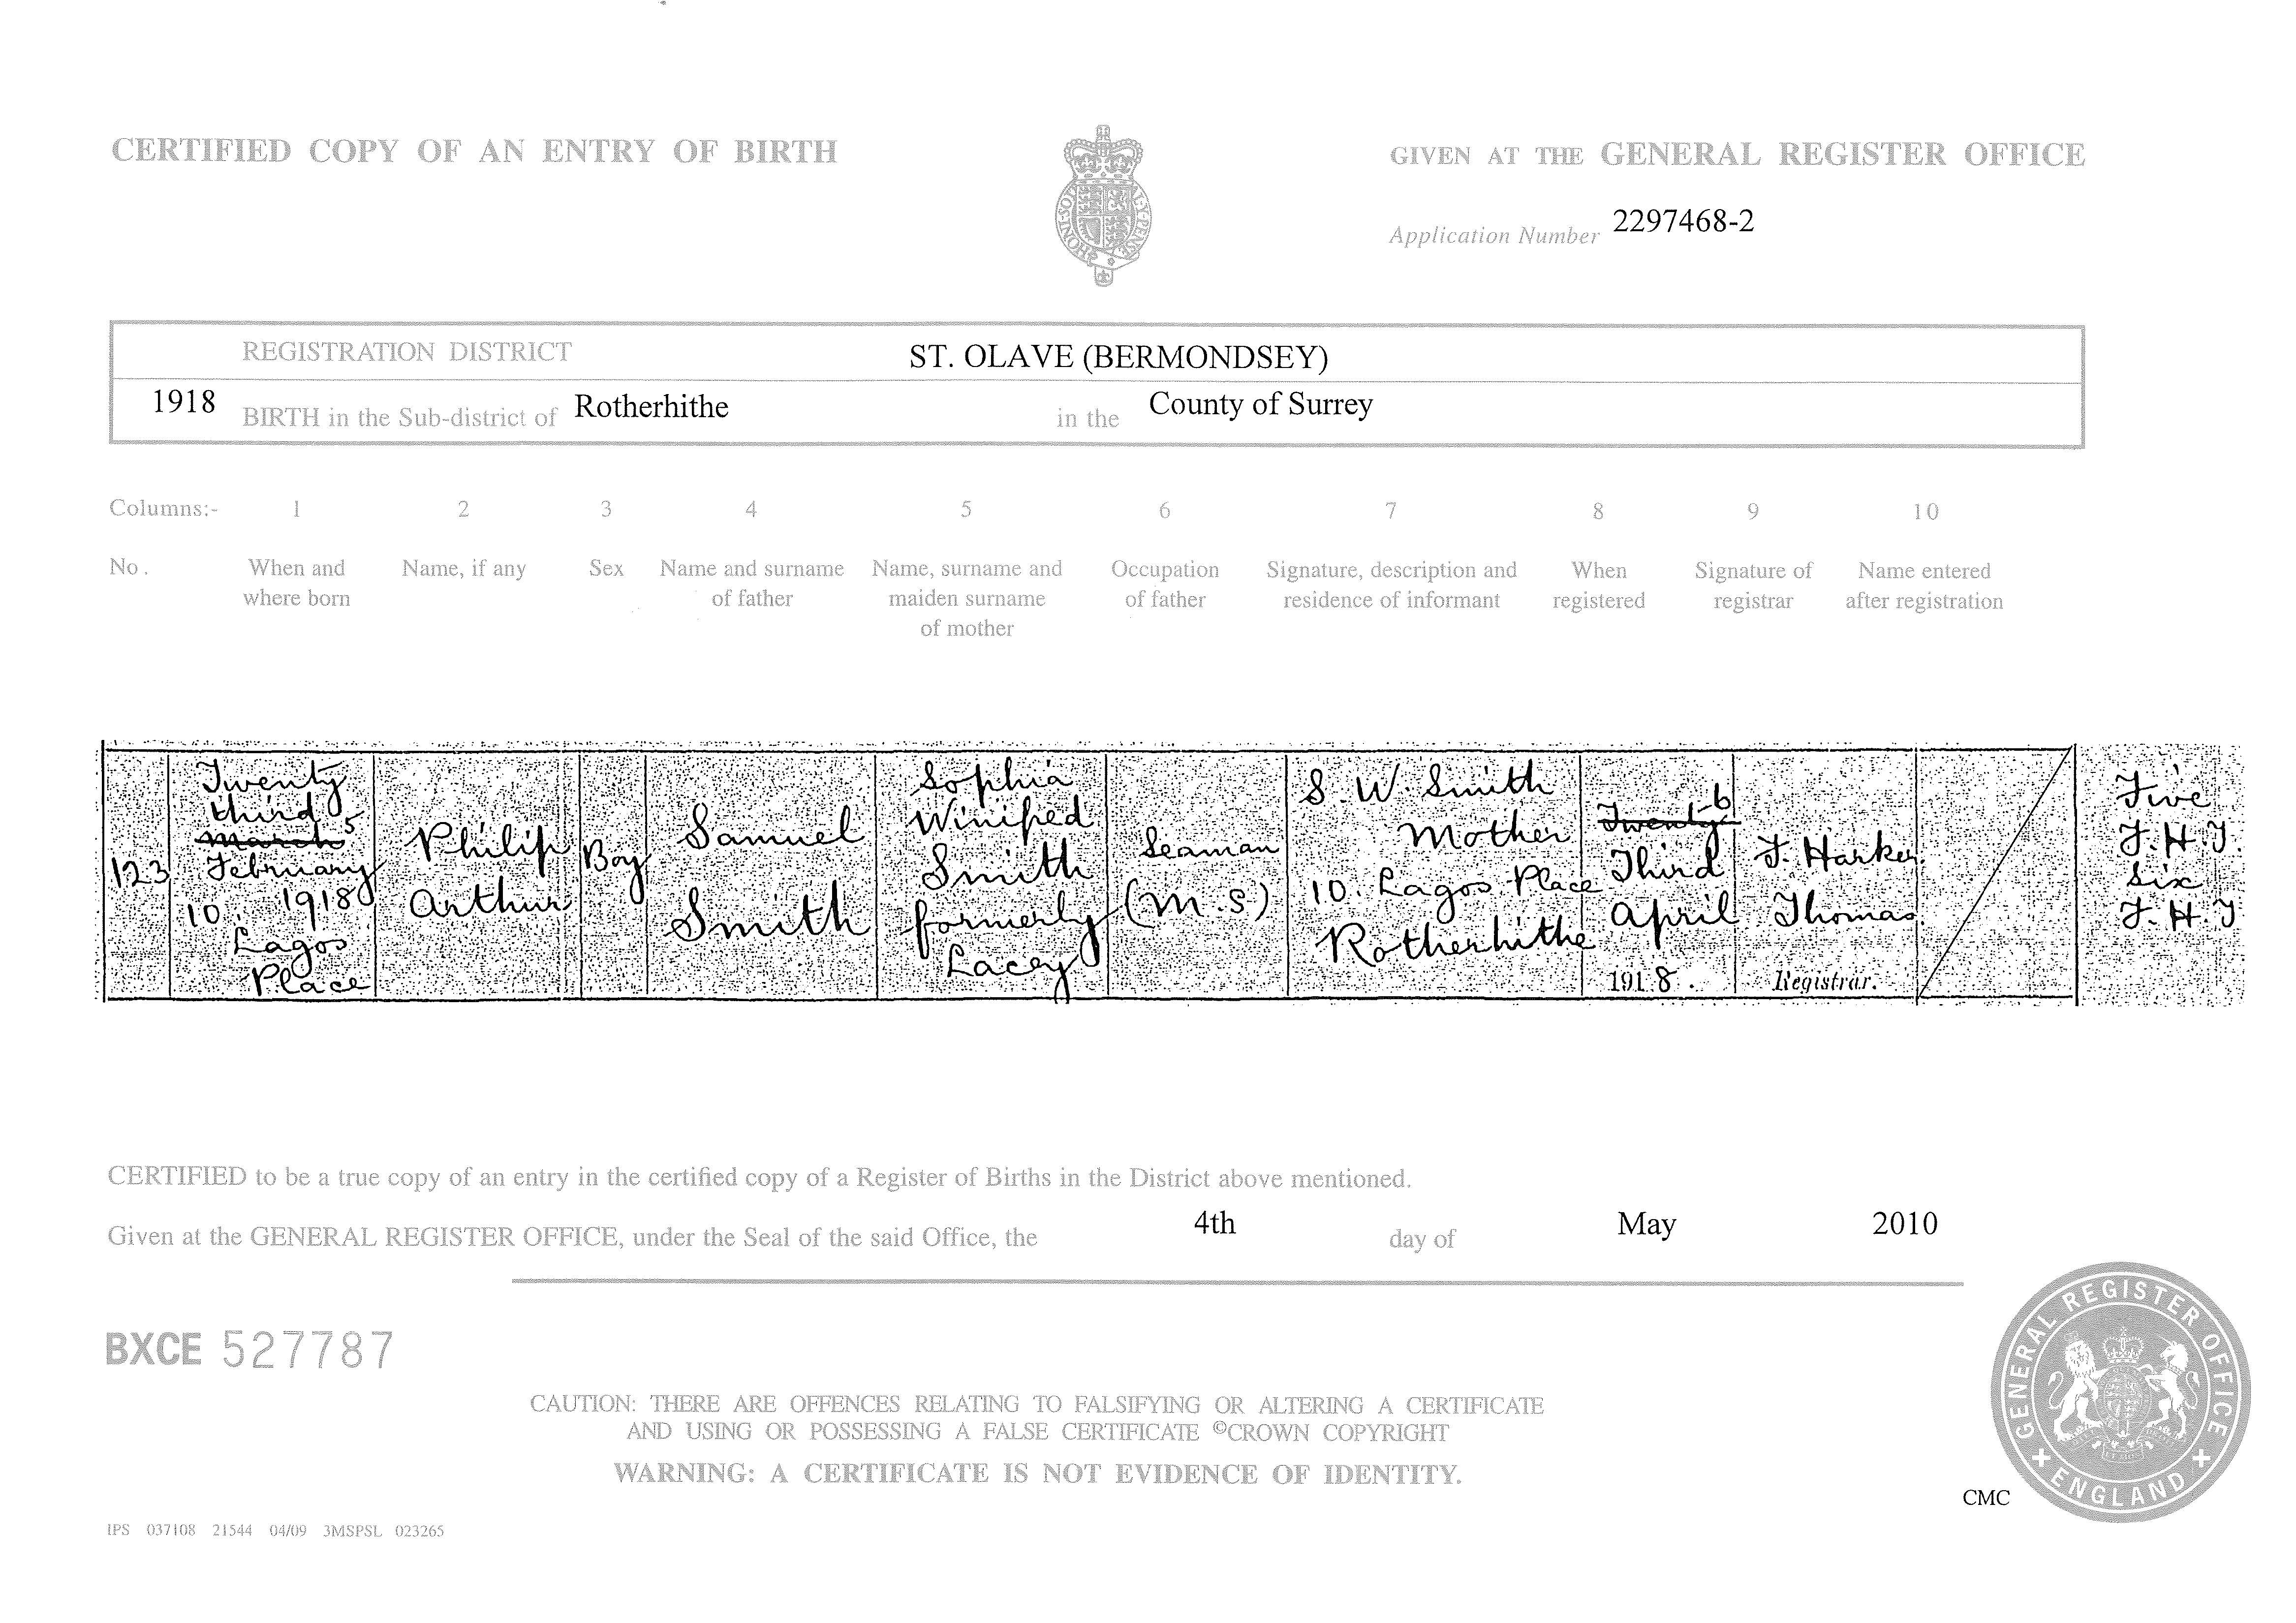 CERTIFIED COPY OF AN ENTRY OF BIRTH
GIVEN AT THE GENERAL REGISTER OFFICE
Application Number 2297468-2
REGISTRATION DISTRICT ST. OLAVE (BERMONDSEY)
1918 BIRTH in the Sub-district of Rotherhithe in the County of Surrey
Columns:- 1 2 3 4 5 6 7 8 9 10
No. When and where born
Name, if any
Sex
Name and surname of father
Name, surname and maiden surname of mother
Occupation of father
Signature, description and residence of informant
When registered
Signature of registrar
Name entered after registration
123
Twenty
third 5
March
February
1918
10.
Lagos
Place
Philip
Arthur
Boy
Samuel
Smith
Sophia
Winifred
Smith
formerly
Lacey
Seaman
(M.S)
S. W. Smith
Mother
10. Lagos Place
Rotherhithe
Twenty 6
Third
April
1918.
J. Harker
Thomas
Registrar.
Five
J.H.T.
Six
J.H.T
CERTIFIED to be a true copy of an entry in the certified copy of a Register of Births in the District above mentioned.
Given at the GENERAL REGISTER OFFICE, under the Seal of the said Office, the 4th day of May 2010
BXCE 527787
CAUTION: THERE ARE OFFENCES RELATING TO FALSIFYING OR ALTERING A CERTIFICATE
AND USING OR POSSESSING A FALSE CERTIFICATE ©CROWN COPYRIGHT
WARNING: A CERTIFICATE IS NOT EVIDENCE OF IDENTITY.
CMC
GENERAL REGISTER OFFICE
ENGLAND
IPS 037108 21544 04/09 3MSPSL 023265